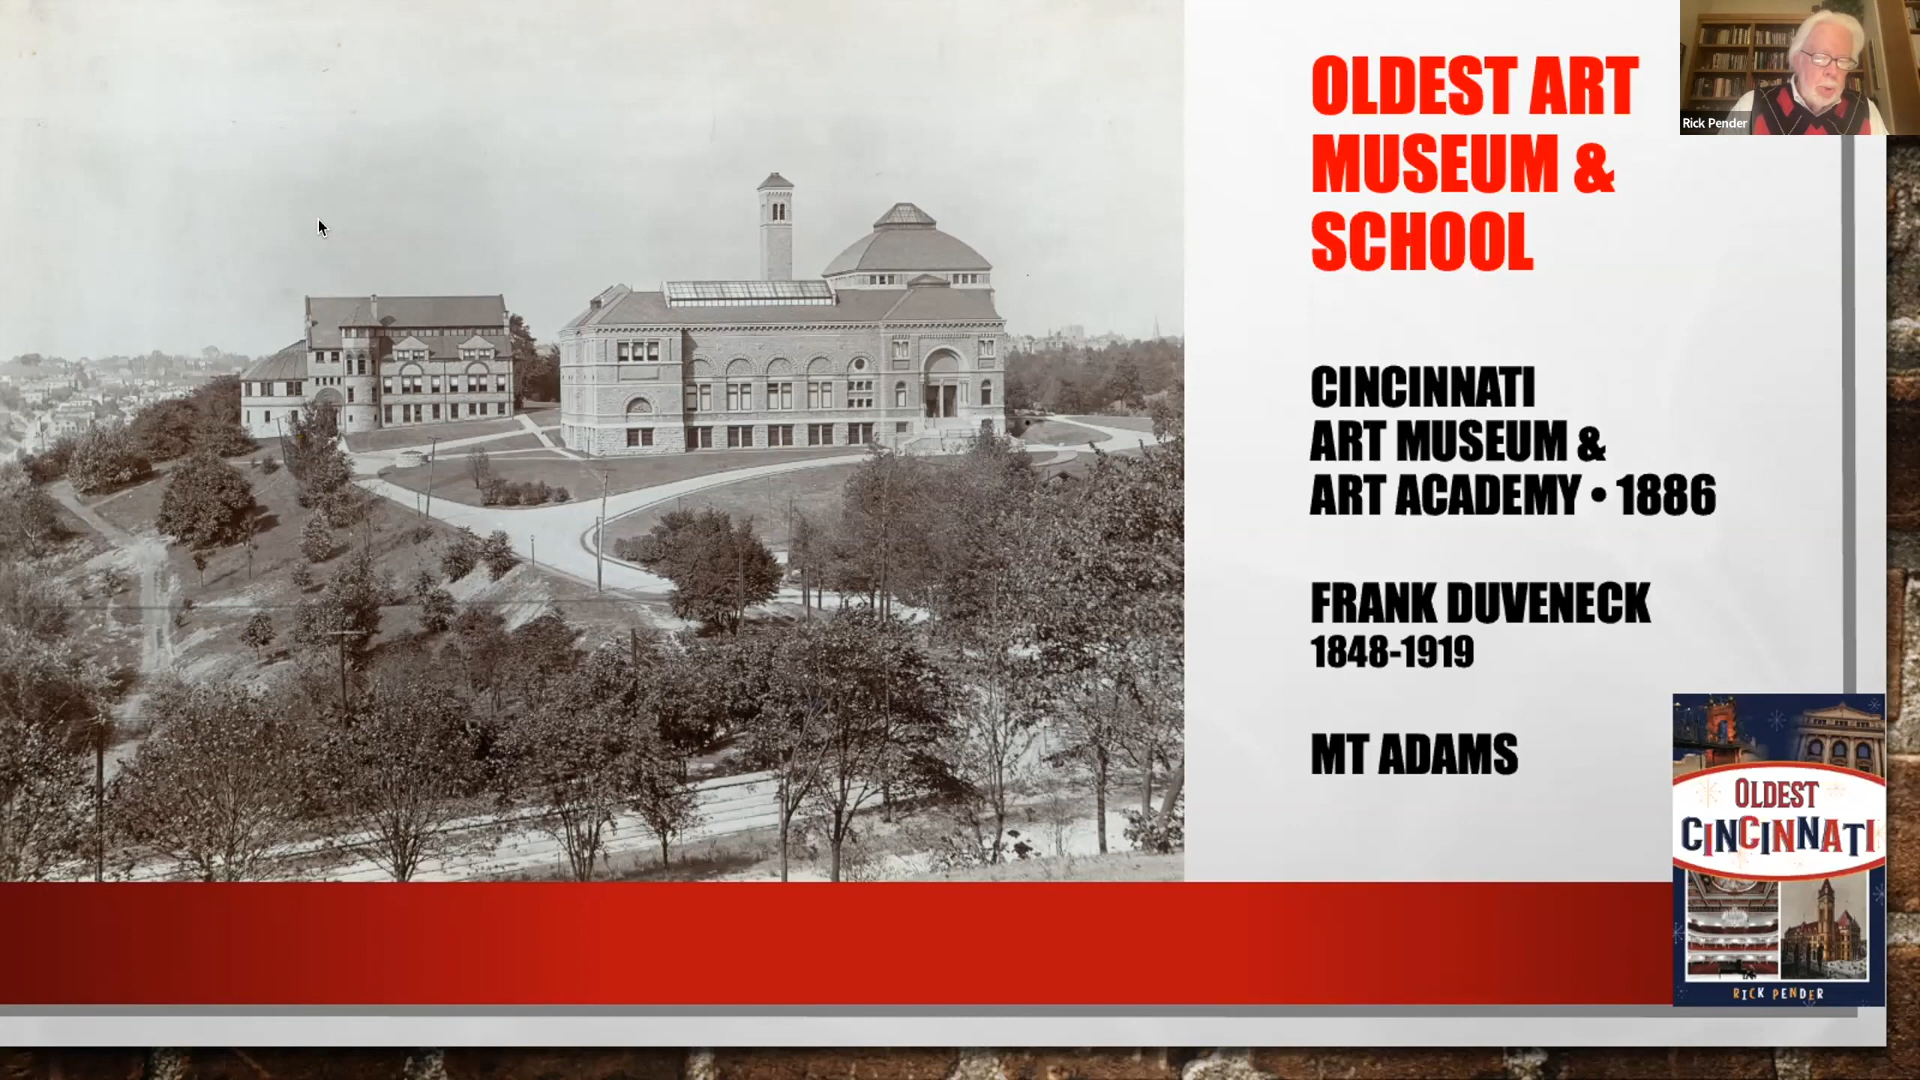 OLDEST ART
MUSEUM &
SCHOOL
CINCINNATI
ART MUSEUM &
ART ACADEMY • 1886
FRANK DUVENECK
1848-1919
MT ADAMS
Rick Pender
OLDEST
CINCINNATI
RICK PENDER